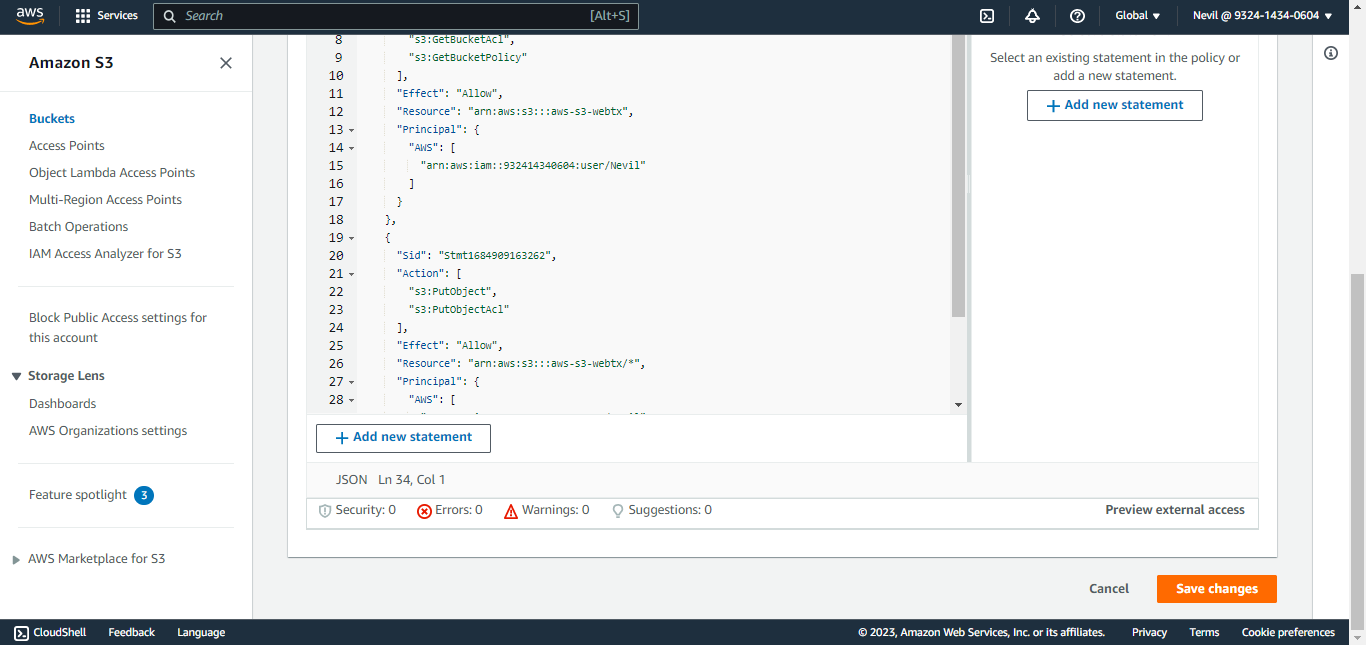 aws
Services
Search
[Alt+S]
Global
Nevil @ 9324-1434-0604
Amazon S3
Buckets
Access Points
Object Lambda Access Points
Multi-Region Access Points
Batch Operations
IAM Access Analyzer for S3
Block Public Access settings for
this account
Storage Lens
Dashboards
AWS Organizations settings
Feature spotlight 3
AWS Marketplace for S3
8 "s3:GetBucketAcl",
9 "s3:GetBucketPolicy"
10 ],
11 "Effect": "Allow",
12 "Resource": "arn:aws:s3:::aws-s3-webtx",
13 "Principal": {
14 "AWS": [
15 "arn:aws:iam::932414340604:user/Nevil"
16 ]
17 }
18 },
19 {
20 "Sid": "Stmt1684909163262",
21 "Action": [
22 "s3:PutObject",
23 "s3:PutObjectAcl"
24 ],
25 "Effect": "Allow",
26 "Resource": "arn:aws:s3:::aws-s3-webtx/*",
27 "Principal": {
28 "AWS": [
+ Add new statement
JSON Ln 34, Col 1
Security: 0 Errors: 0 Warnings: 0 Suggestions: 0
Preview external access
Select an existing statement in the policy or
add a new statement.
+ Add new statement
Cancel
Save changes
CloudShell
Feedback
Language
© 2023, Amazon Web Services, Inc. or its affiliates.
Privacy
Terms
Cookie preferences